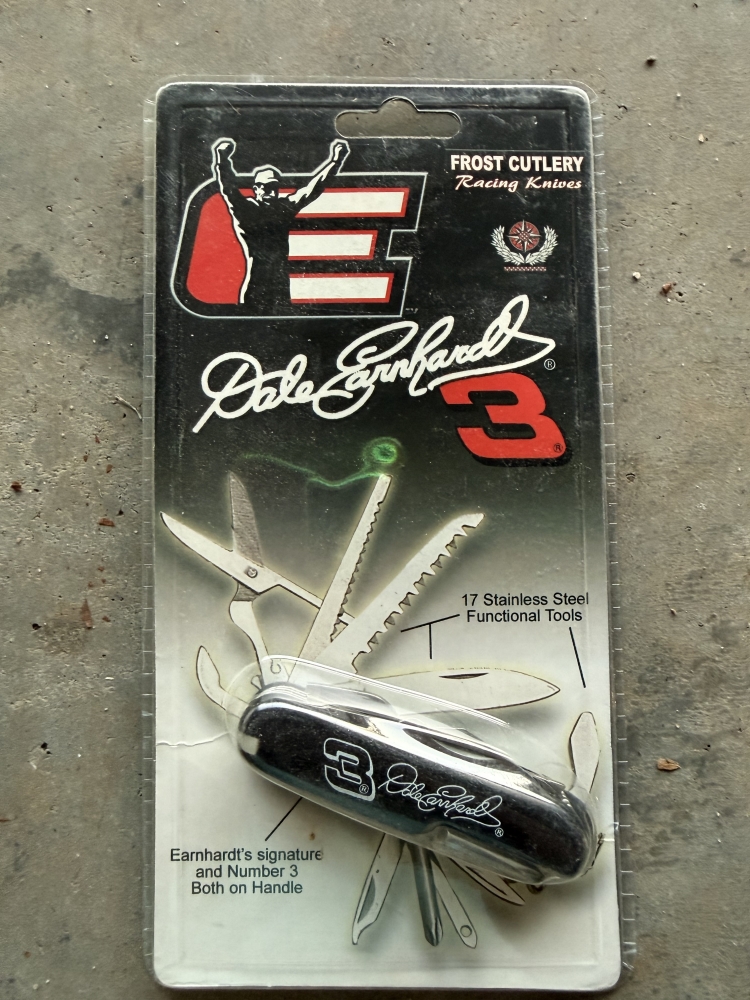 FROST CUTLERY
Racing Knives
E
™
Dale Earnhardt®
3®
17 Stainless Steel
Functional Tools
3® Dale Earnhardt®
Earnhardt's signature
and Number 3
Both on Handle